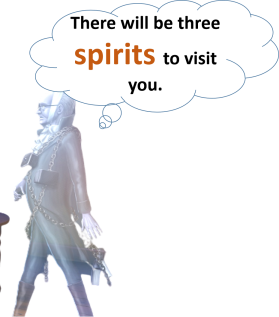 There will be three
spirits to visit
you.